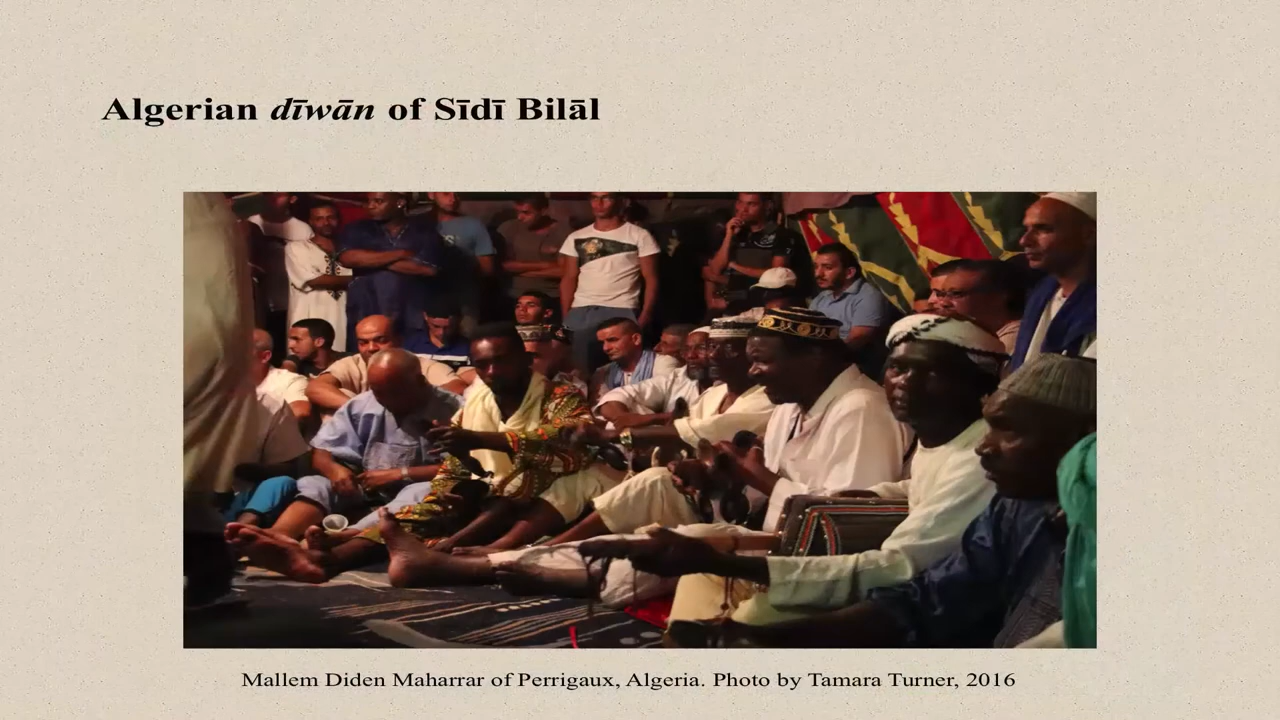 Algerian dīwān of Sīdī Bilāl
Mallem Diden Maharrar of Perrigaux, Algeria. Photo by Tamara Turner, 2016